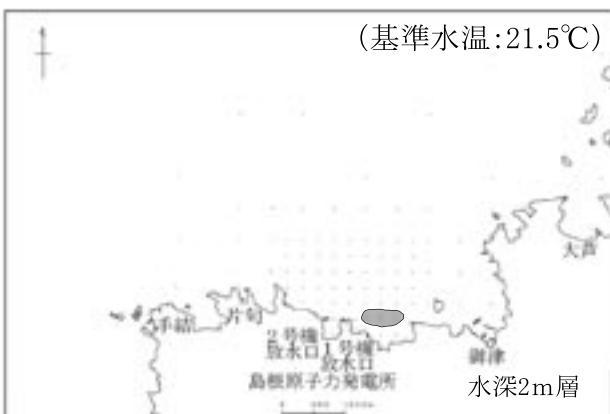 (基準水温:21.5℃)
大芦
手結
片句
2号機
放水口
1号機
放水口
御津
島根原子力発電所
水深2m層